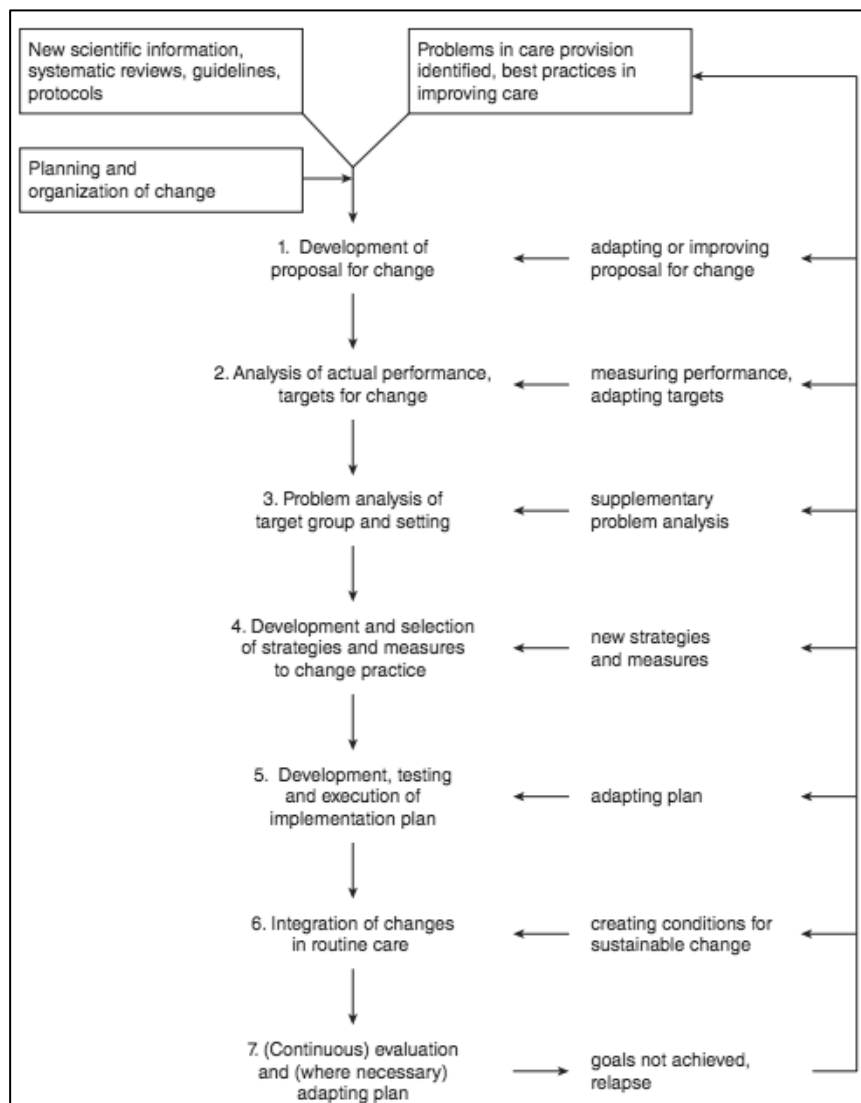 New scientific information,
systematic reviews, guidelines,
protocols
Problems in care provision
identified, best practices in
improving care
Planning and
organization of change
1. Development of
proposal for change
adapting or improving
proposal for change
2. Analysis of actual performance,
targets for change
measuring performance,
adapting targets
3. Problem analysis of
target group and setting
supplementary
problem analysis
4. Development and selection
of strategies and measures
to change practice
new strategies
and measures
5. Development, testing
and execution of
implementation plan
adapting plan
6. Integration of changes
in routine care
creating conditions for
sustainable change
7. (Continuous) evaluation
and (where necessary)
adapting plan
goals not achieved,
relapse